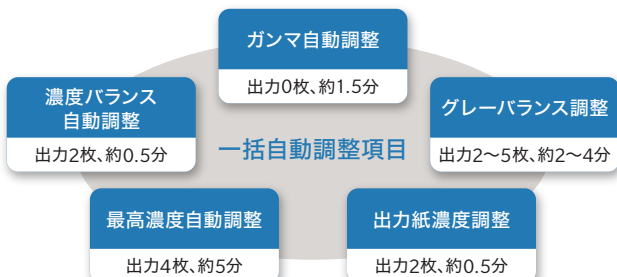 ガンマ自動調整
出力0枚、約1.5分
濃度バランス
自動調整
出力2枚、約0.5分
グレーバランス調整
出力2〜5枚、約2〜4分
一括自動調整項目
最高濃度自動調整
出力4枚、約5分
出力紙濃度調整
出力2枚、約0.5分